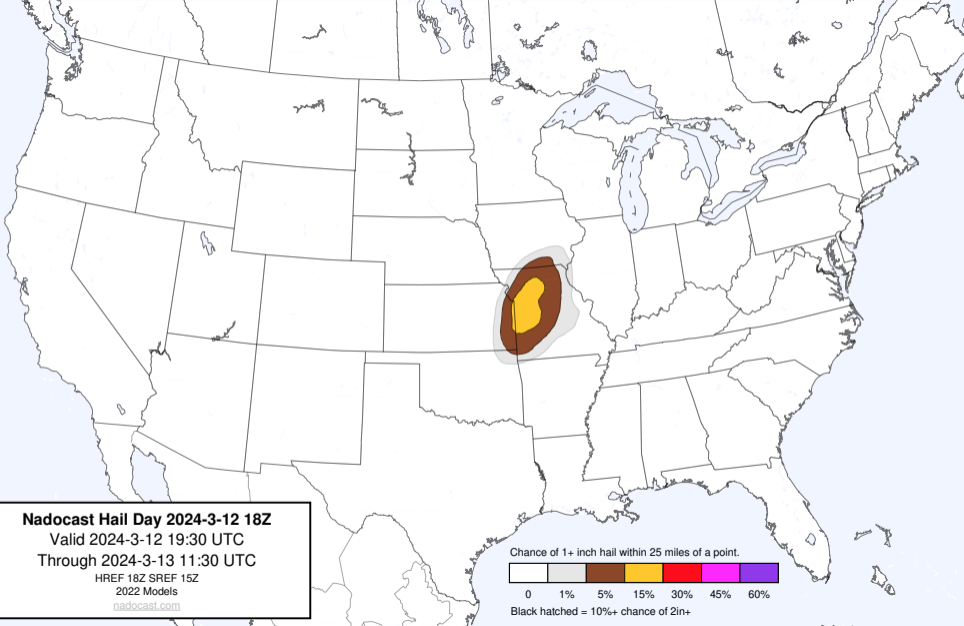 Nadocast Hail Day 2024-3-12 18Z
Valid 2024-3-12 19:30 UTC
Through 2024-3-13 11:30 UTC
HREF 18Z SREF 15Z
2022 Models
nadocast.com
Chance of 1+ inch hail within 25 miles of a point.
0 1% 5% 15% 30% 45% 60%
Black hatched = 10%+ chance of 2in+